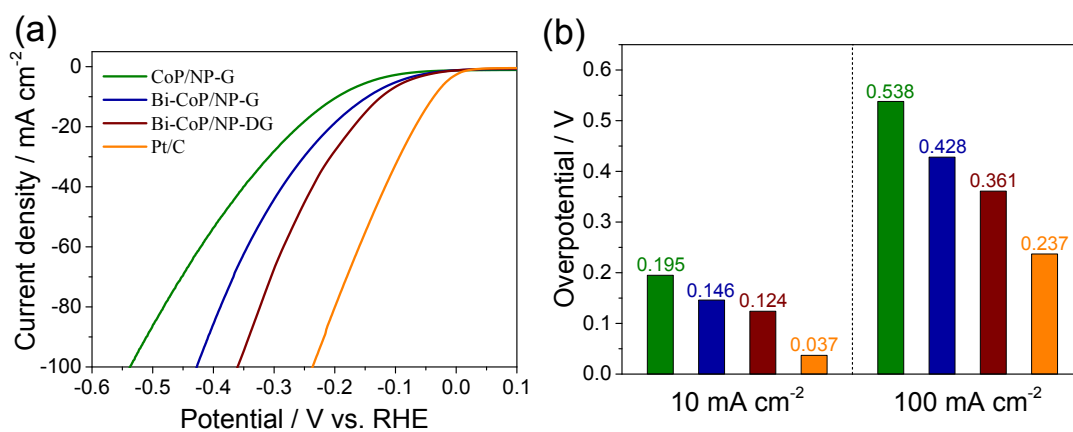 (a)
Current density / mA cm⁻²
0
-20
-40
-60
-80
-100
CoP/NP-G
Bi-CoP/NP-G
Bi-CoP/NP-DG
Pt/C
-0.6 -0.5 -0.4 -0.3 -0.2 -0.1 0.0 0.1
Potential / V vs. RHE
(b)
Overpotential / V
0.6
0.5
0.4
0.3
0.2
0.1
0.0
0.195
0.146
0.124
0.037
0.538
0.428
0.361
0.237
10 mA cm⁻² 100 mA cm⁻²